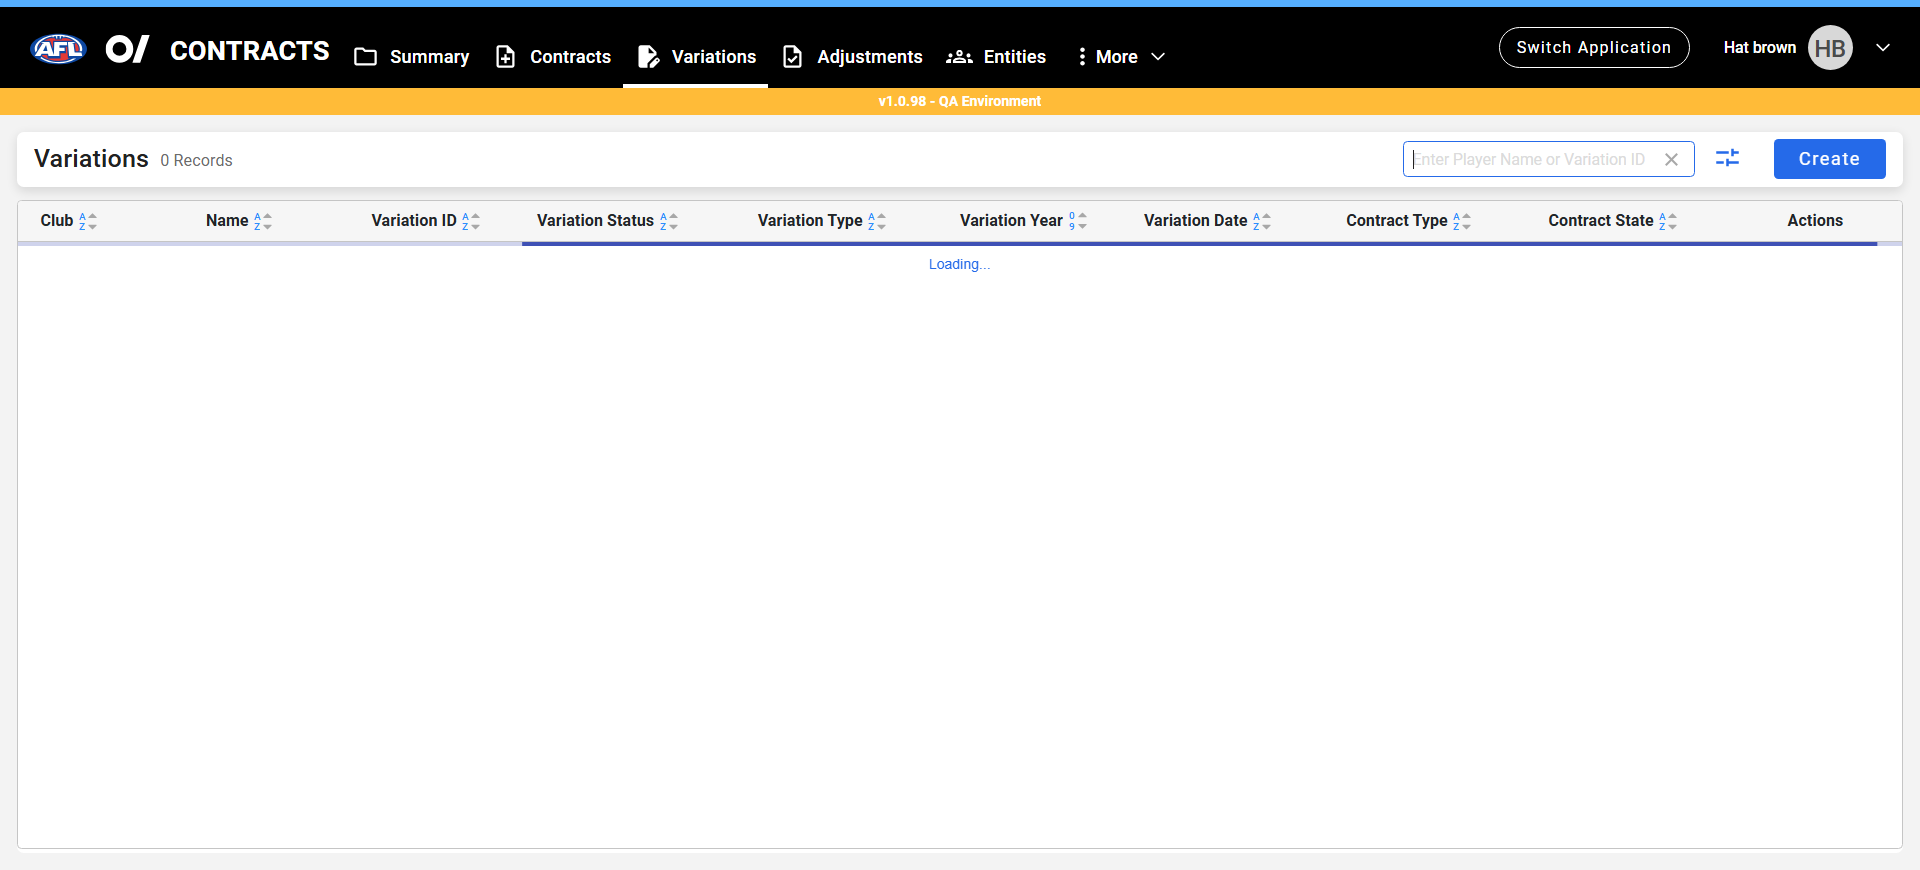 AFL O/ CONTRACTS Summary Contracts Variations Adjustments Entities More Switch Application Hat brown HB
v1.0.98 - QA Environment
Variations 0 Records Enter Player Name or Variation ID Create
Club Name Variation ID Variation Status Variation Type Variation Year Variation Date Contract Type Contract State Actions
Loading...